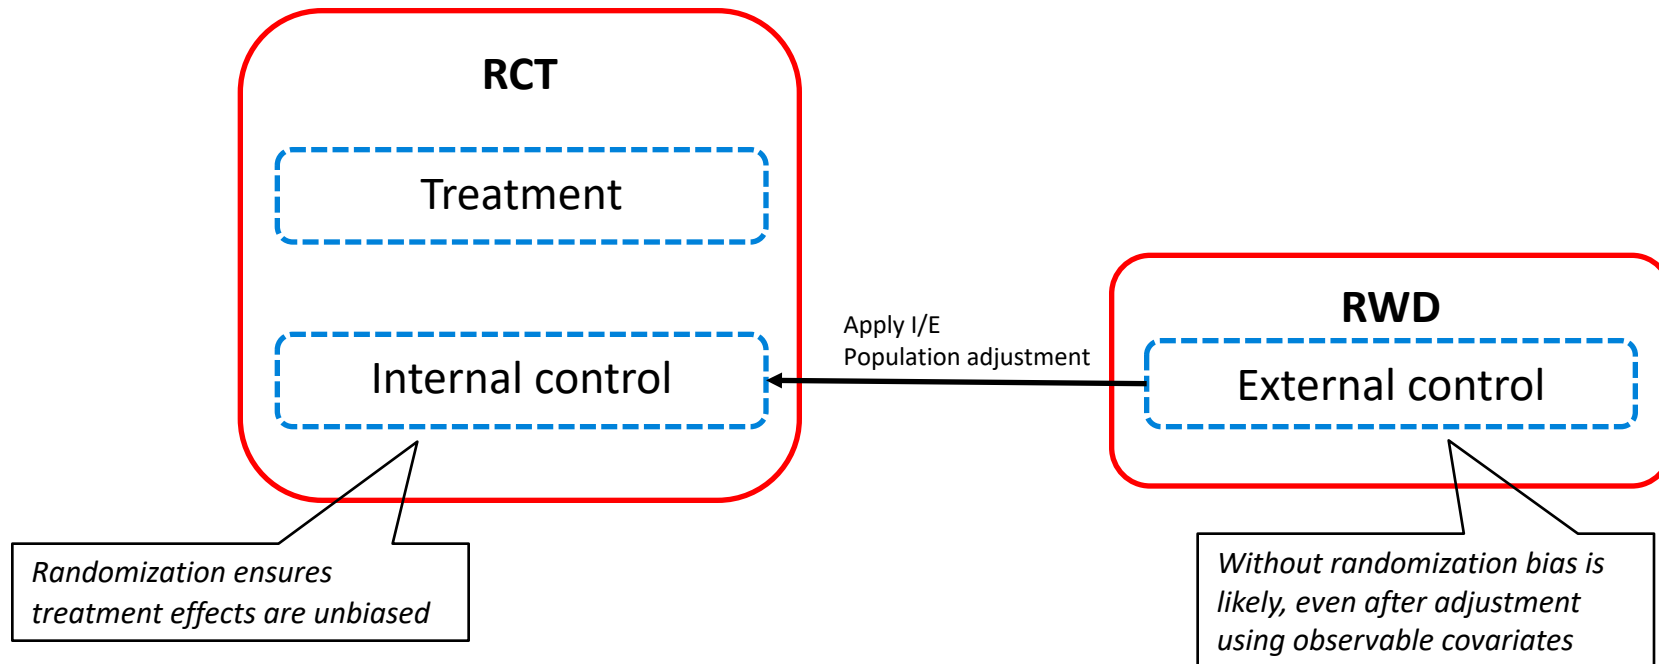 RCT
Treatment
Internal control
Apply I/E
Population adjustment
RWD
External control
Randomization ensures
treatment effects are unbiased
Without randomization bias is
likely, even after adjustment
using observable covariates